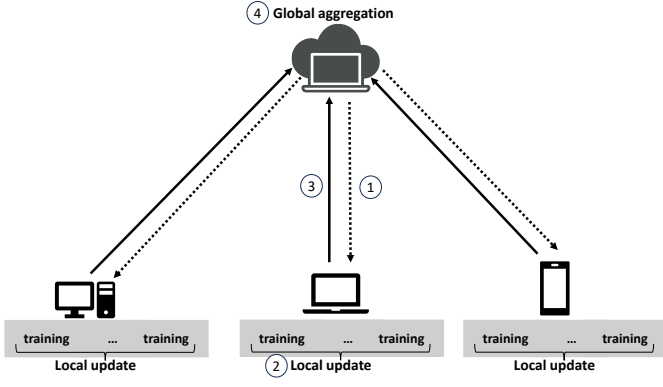 ④ Global aggregation
③ ①
training ... training training ... training training ... training
Local update ② Local update Local update